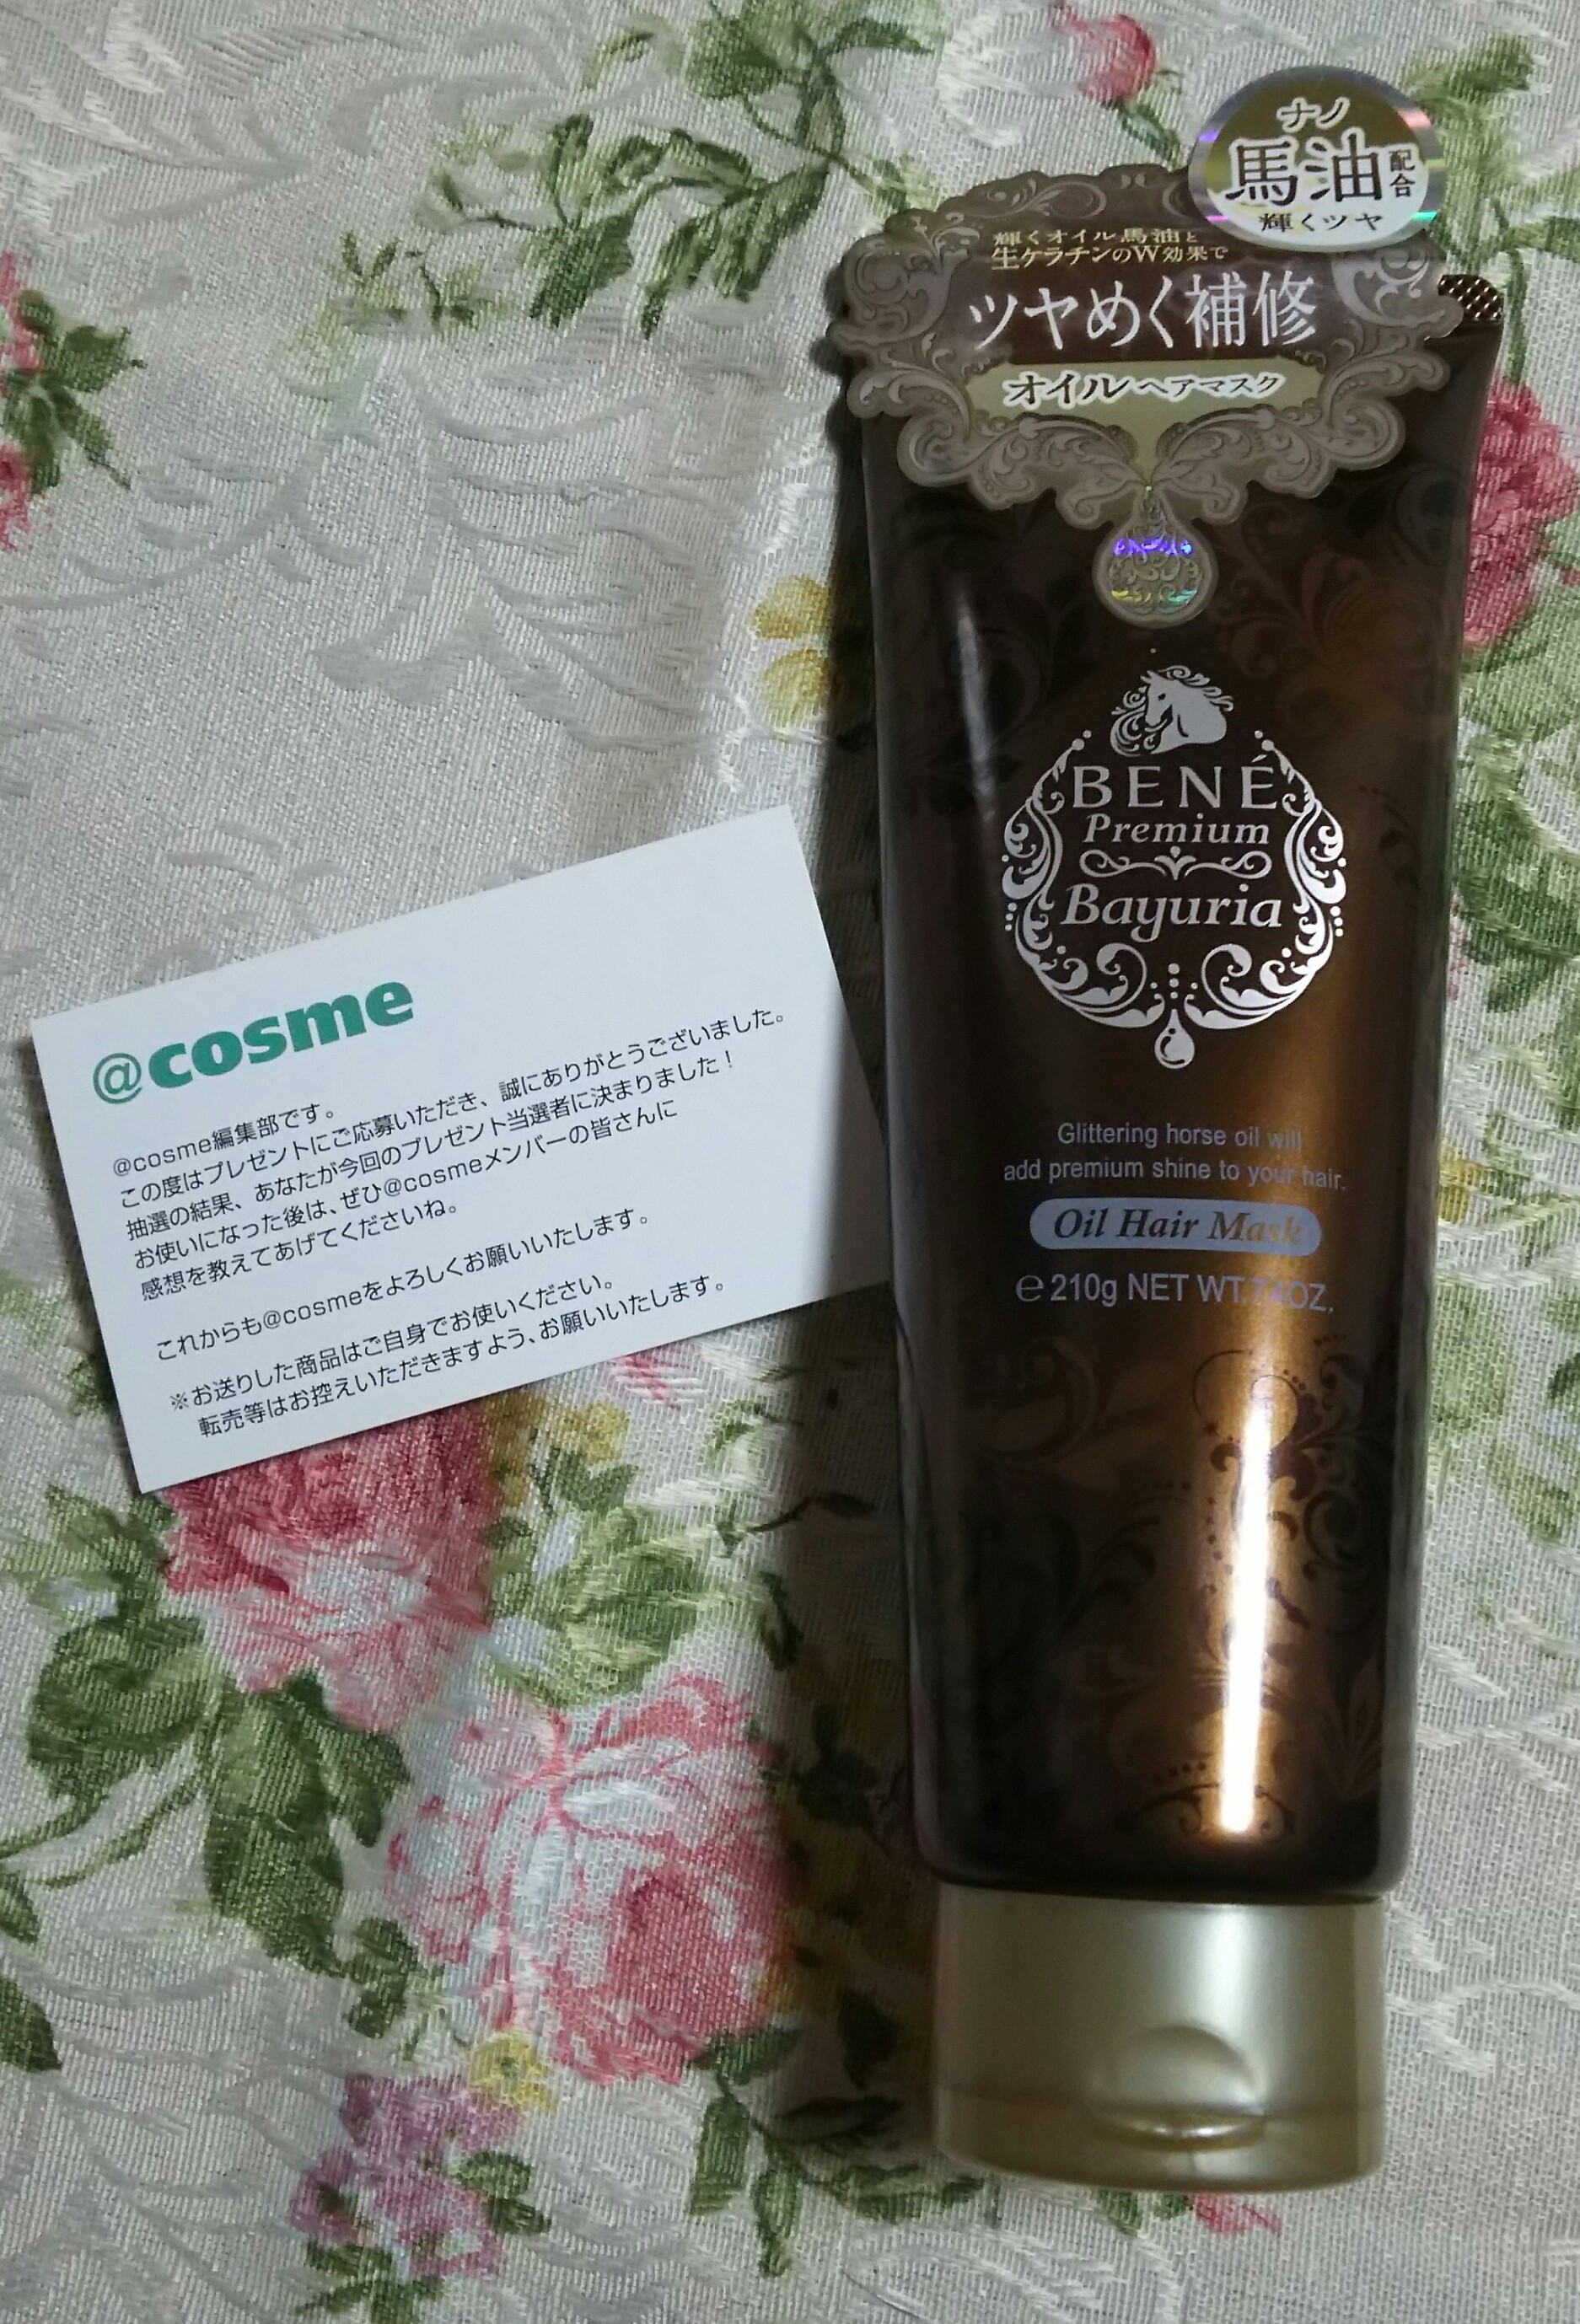 @cosme
@cosme編集部です。
この度はプレゼントにご応募いただき、誠にありがとうございました。
抽選の結果、あなたが今回のプレゼント当選者に決まりました！
お使いになった後は、ぜひ@cosmeメンバーの皆さんに
感想を教えてあげてくださいね。
これからも@cosmeをよろしくお願いいたします。
※お送りした商品はご自身でお使いください。
転売等はお控えいただきますよう、お願いいたします。
ナノ
馬油配合
輝くツヤ
輝くオイル馬油と
生ケラチンのW効果で
ツヤめく補修
オイルヘアマスク
BENÉ
Premium
Bayuria
Glittering horse oil will
add premium shine to your hair.
Oil Hair Mask
℮210g NET WT.7.4OZ.